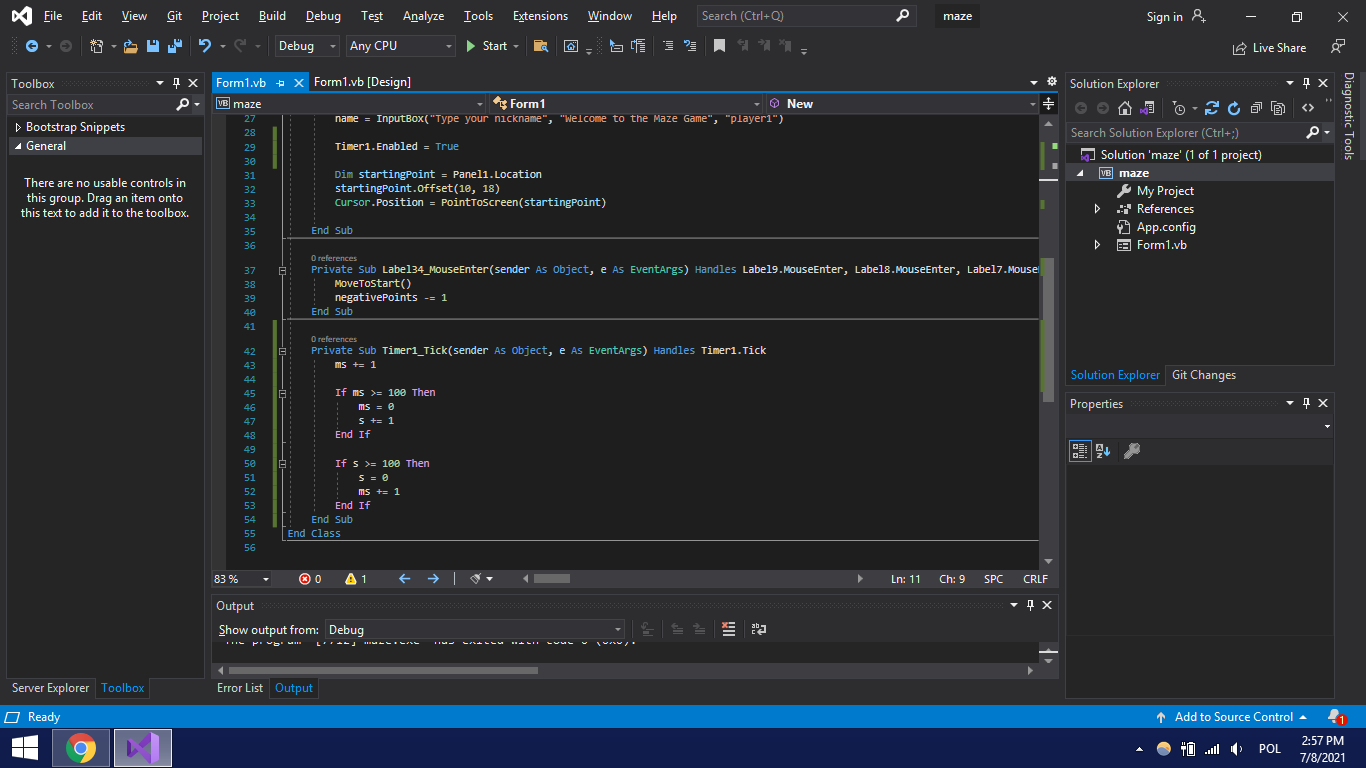 File Edit View Git Project Build Debug Test Analyze Tools Extensions Window Help Search (Ctrl+Q) maze Sign in
Debug Any CPU Start Live Share
Toolbox
Search Toolbox
Bootstrap Snippets
General
There are no usable controls in
this group. Drag an item onto
this text to add it to the toolbox.
Server Explorer Toolbox
Form1.vb Form1.vb [Design]
VB maze Form1 New
27 name = InputBox("Type your nickname", "Welcome to the Maze Game", "player1")
28
29 Timer1.Enabled = True
30
31 Dim startingPoint = Panel1.Location
32 startingPoint.Offset(10, 18)
33 Cursor.Position = PointToScreen(startingPoint)
34
35 End Sub
36
0 references
37 Private Sub Label34_MouseEnter(sender As Object, e As EventArgs) Handles Label9.MouseEnter, Label8.MouseEnter, Label7.Mouse
38 MoveToStart()
39 negativePoints -= 1
40 End Sub
41
0 references
42 Private Sub Timer1_Tick(sender As Object, e As EventArgs) Handles Timer1.Tick
43 ms += 1
44
45 If ms >= 100 Then
46 ms = 0
47 s += 1
48 End If
49
50 If s >= 100 Then
51 s = 0
52 ms += 1
53 End If
54 End Sub
55 End Class
56
83 % 0 1 Ln: 11 Ch: 9 SPC CRLF
Output
Show output from: Debug
Error List Output
Solution Explorer
Search Solution Explorer (Ctrl+;)
Solution 'maze' (1 of 1 project)
VB maze
My Project
References
App.config
Form1.vb
Solution Explorer Git Changes
Properties
Diagnostic Tools
Ready Add to Source Control 1
POL 2:57 PM
7/8/2021